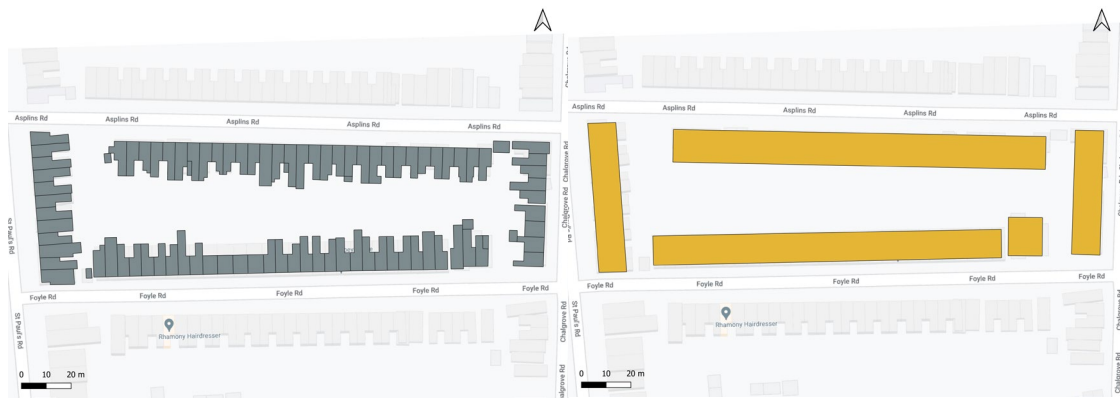 Asplins Rd Asplins Rd Asplins Rd Asplins Rd Asplins Rd
Chalgrove Rd
Chalgrove Rd
Foyle Rd Foyle Rd Foyle Rd Foyle Rd Foyle Rd
St Paul's Rd
Chalgrove Rd
Rhamony Hairdresser
0 10 20 m
Asplins Rd Asplins Rd Asplins Rd Asplins Rd Asplins Rd
Foyle Rd Foyle Rd Foyle Rd Foyle Rd
St Paul's Rd
Chalgrove Rd
Rhamony Hairdresser
0 10 20 m